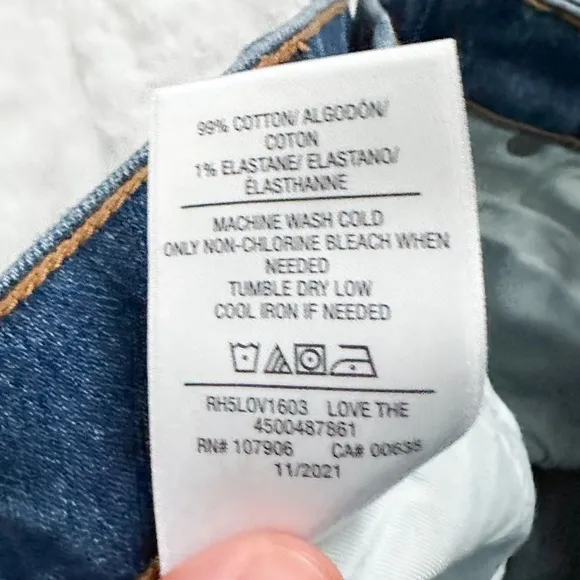 99% COTTON/ ALGODÓN/
COTON
1% ELASTANE/ ELASTANO/
ÉLASTHANNE
MACHINE WASH COLD
ONLY NON-CHLORINE BLEACH WHEN
NEEDED
TUMBLE DRY LOW
COOL IRON IF NEEDED
RH5LOV1603 LOVE THE
4500487861
RN# 107906 CA# 00638
11/2021